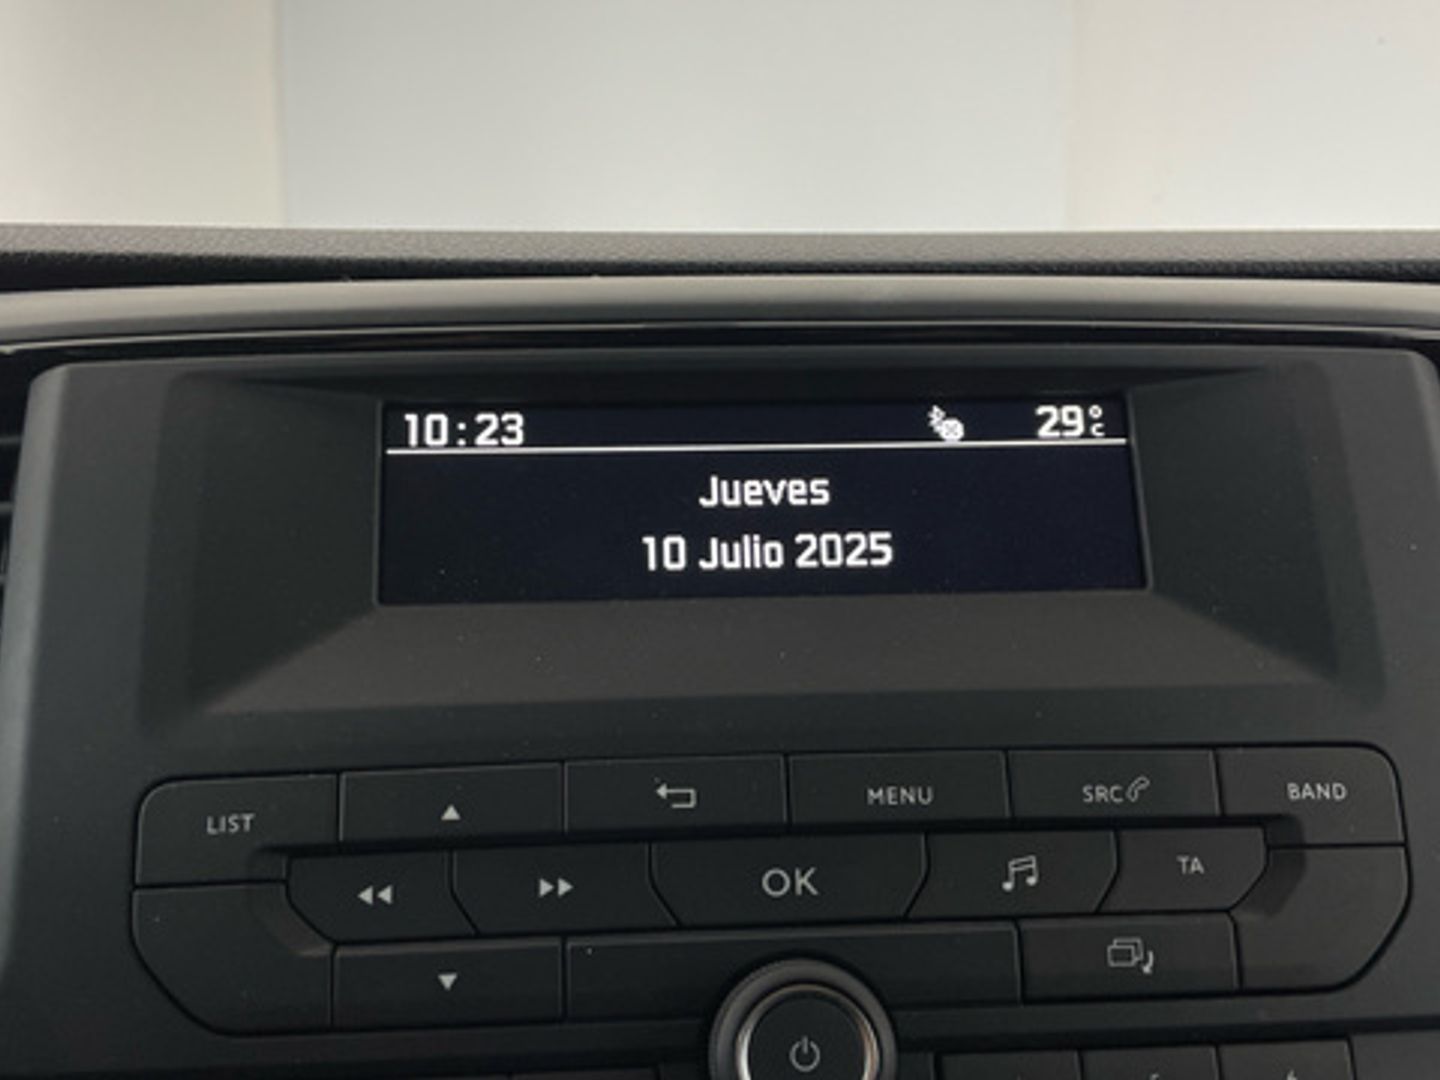 10:23 29°C
Jueves
10 Julio 2025
LIST MENU SRC BAND
OK TA